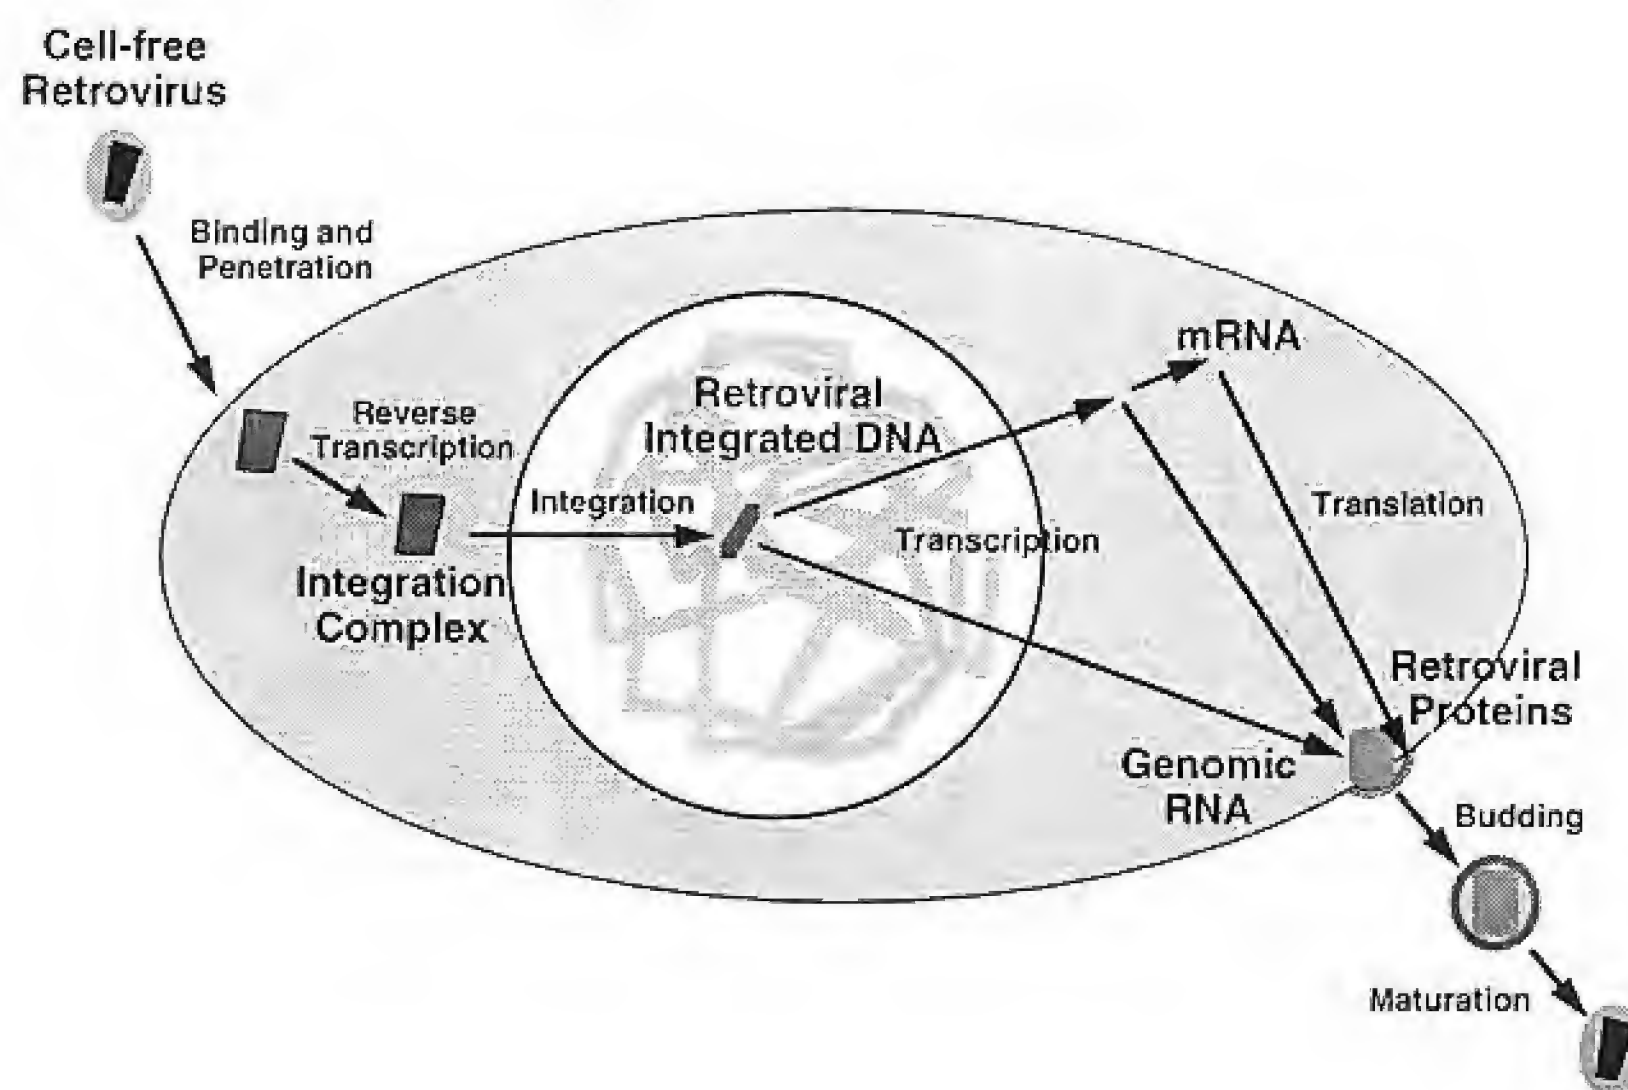 Cell-free
Retrovirus
Binding and
Penetration
Reverse
Transcription
Integration
Complex
Integration
Retroviral
Integrated DNA
Transcription
mRNA
Translation
Retroviral
Proteins
Genomic
RNA
Budding
Maturation